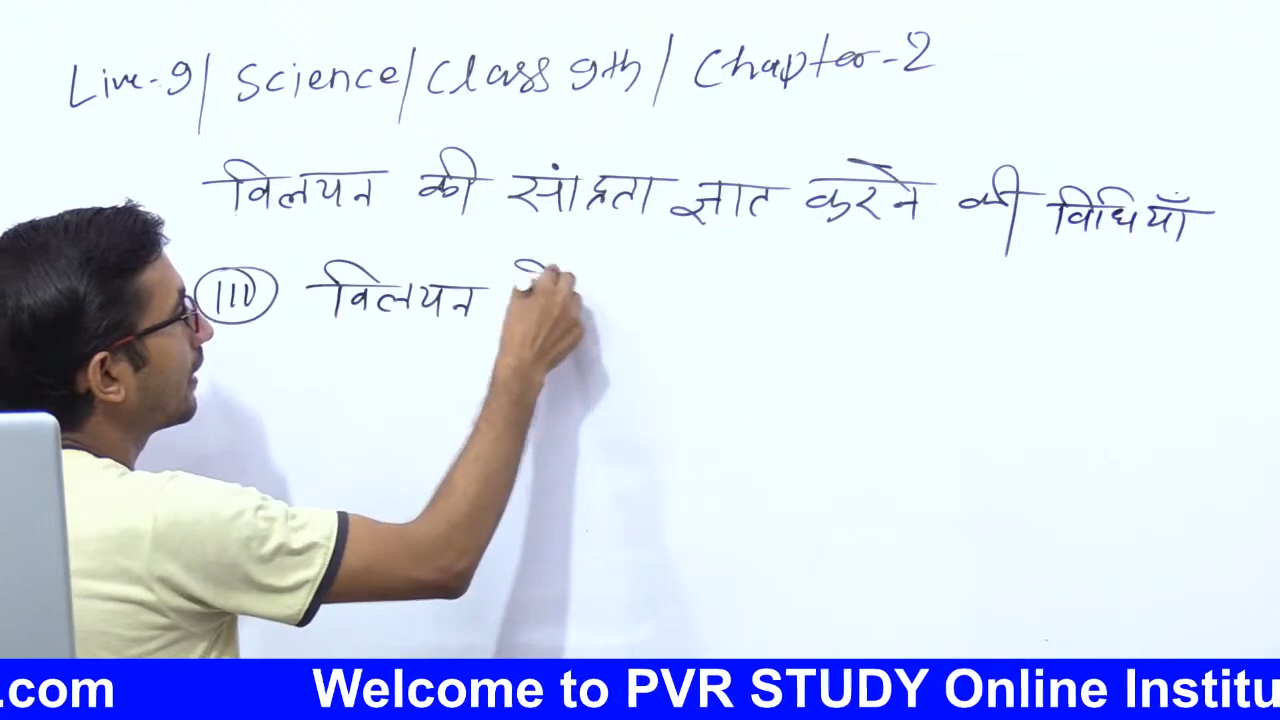 Live-9/ Science/ Class 9th/ Chapter-2
विलयन की सांद्रता ज्ञात करने की विधियाँ
(III) विलयन
.com Welcome to PVR STUDY Online Institu